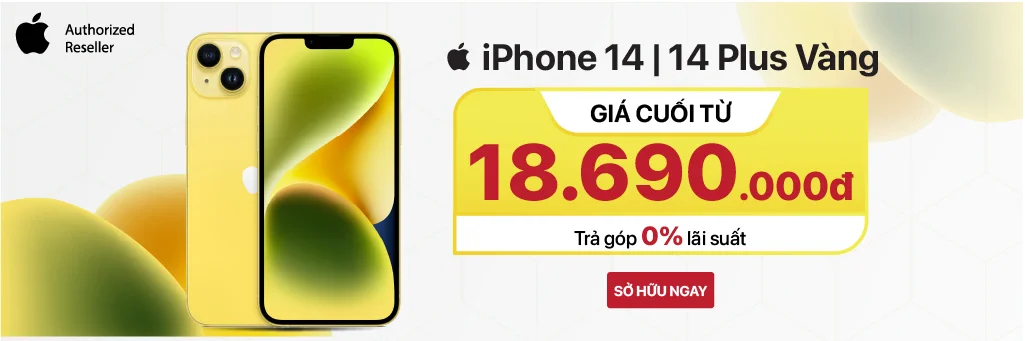 Authorized
Reseller
iPhone 14 | 14 Plus Vàng
GIÁ CUỐI TỪ
18.690.000đ
Trả góp 0% lãi suất
SỞ HỮU NGAY